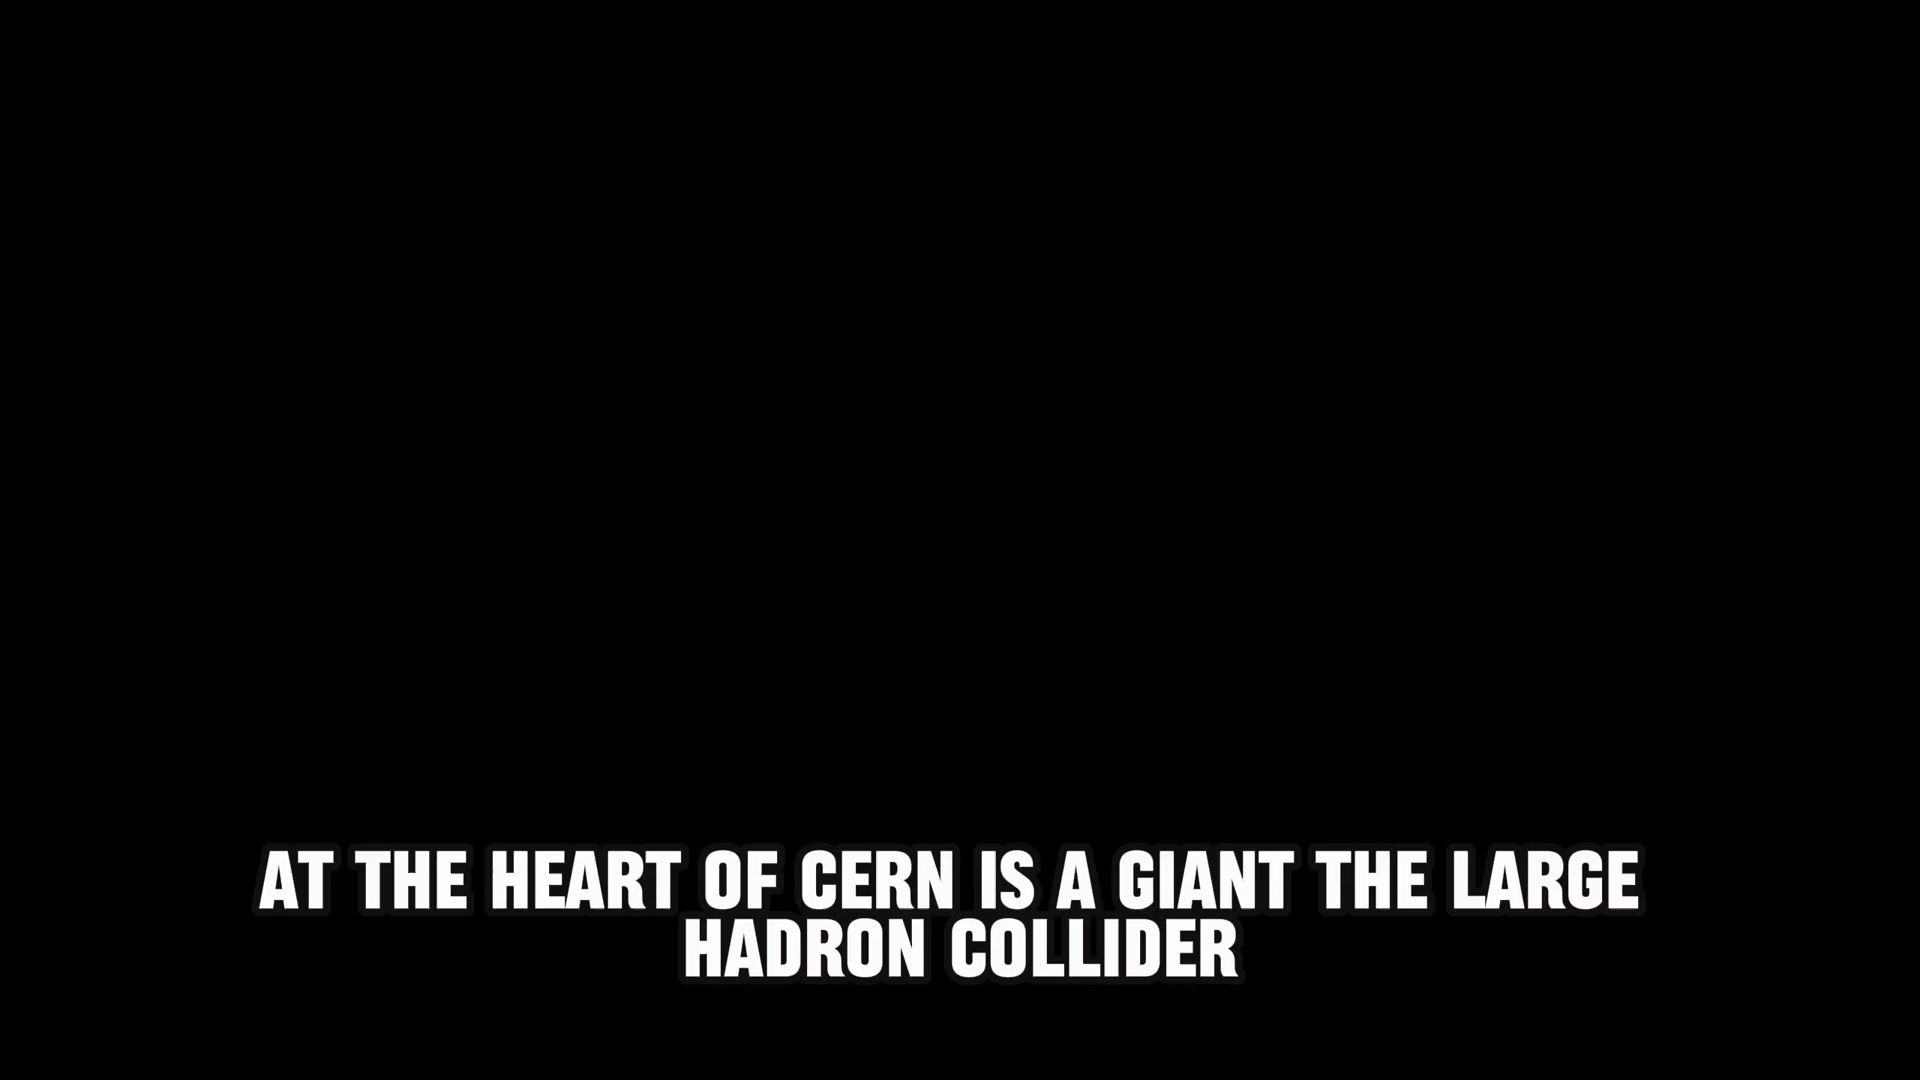 AT THE HEART OF CERN IS A GIANT THE LARGE
HADRON COLLIDER